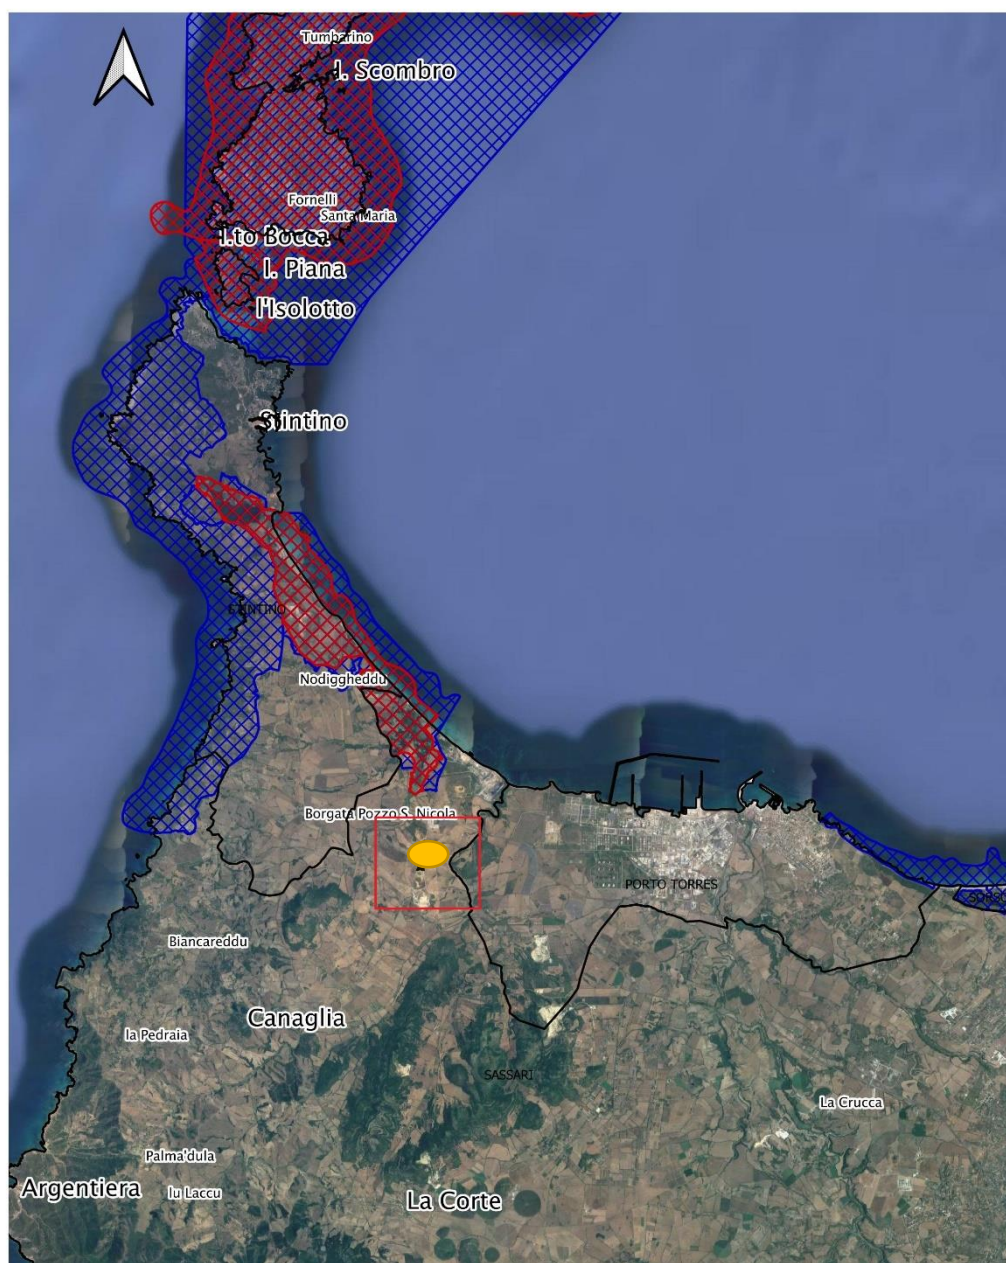 Tumbarino
I. Scombro
Fornelli
Santa Maria
I.to Bocca
I. Piana
l'Isolotto
Stintino
STINTINO
Nodiggheddu
Borgata Pozzo S. Nicola
PORTO TORRES
Biancareddu
Canaglia
la Pedraia
SASSARI
La Crucca
Palma'dula
Argentiera
lu Laccu
La Corte